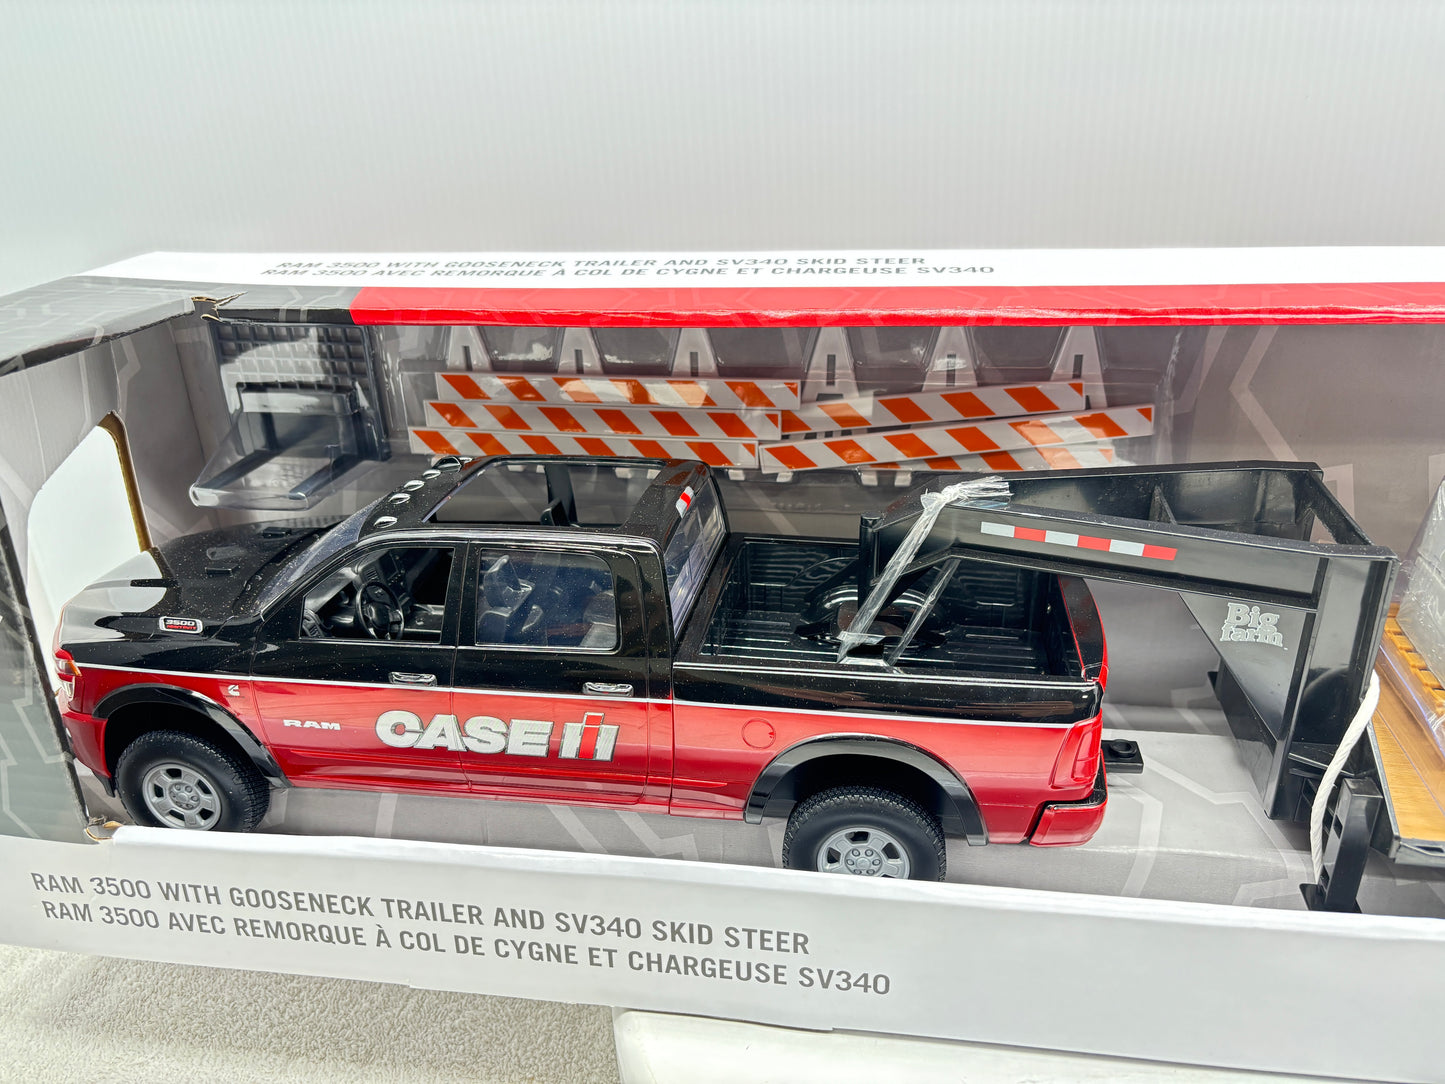 RAM 3500 WITH GOOSENECK TRAILER AND SV340 SKID STEER
RAM 3500 AVEC REMORQUE À COL DE CYGNE ET CHARGEUSE SV340
3500
RAM
CASE IH
Big
farm
RAM 3500 WITH GOOSENECK TRAILER AND SV340 SKID STEER
RAM 3500 AVEC REMORQUE À COL DE CYGNE ET CHARGEUSE SV340